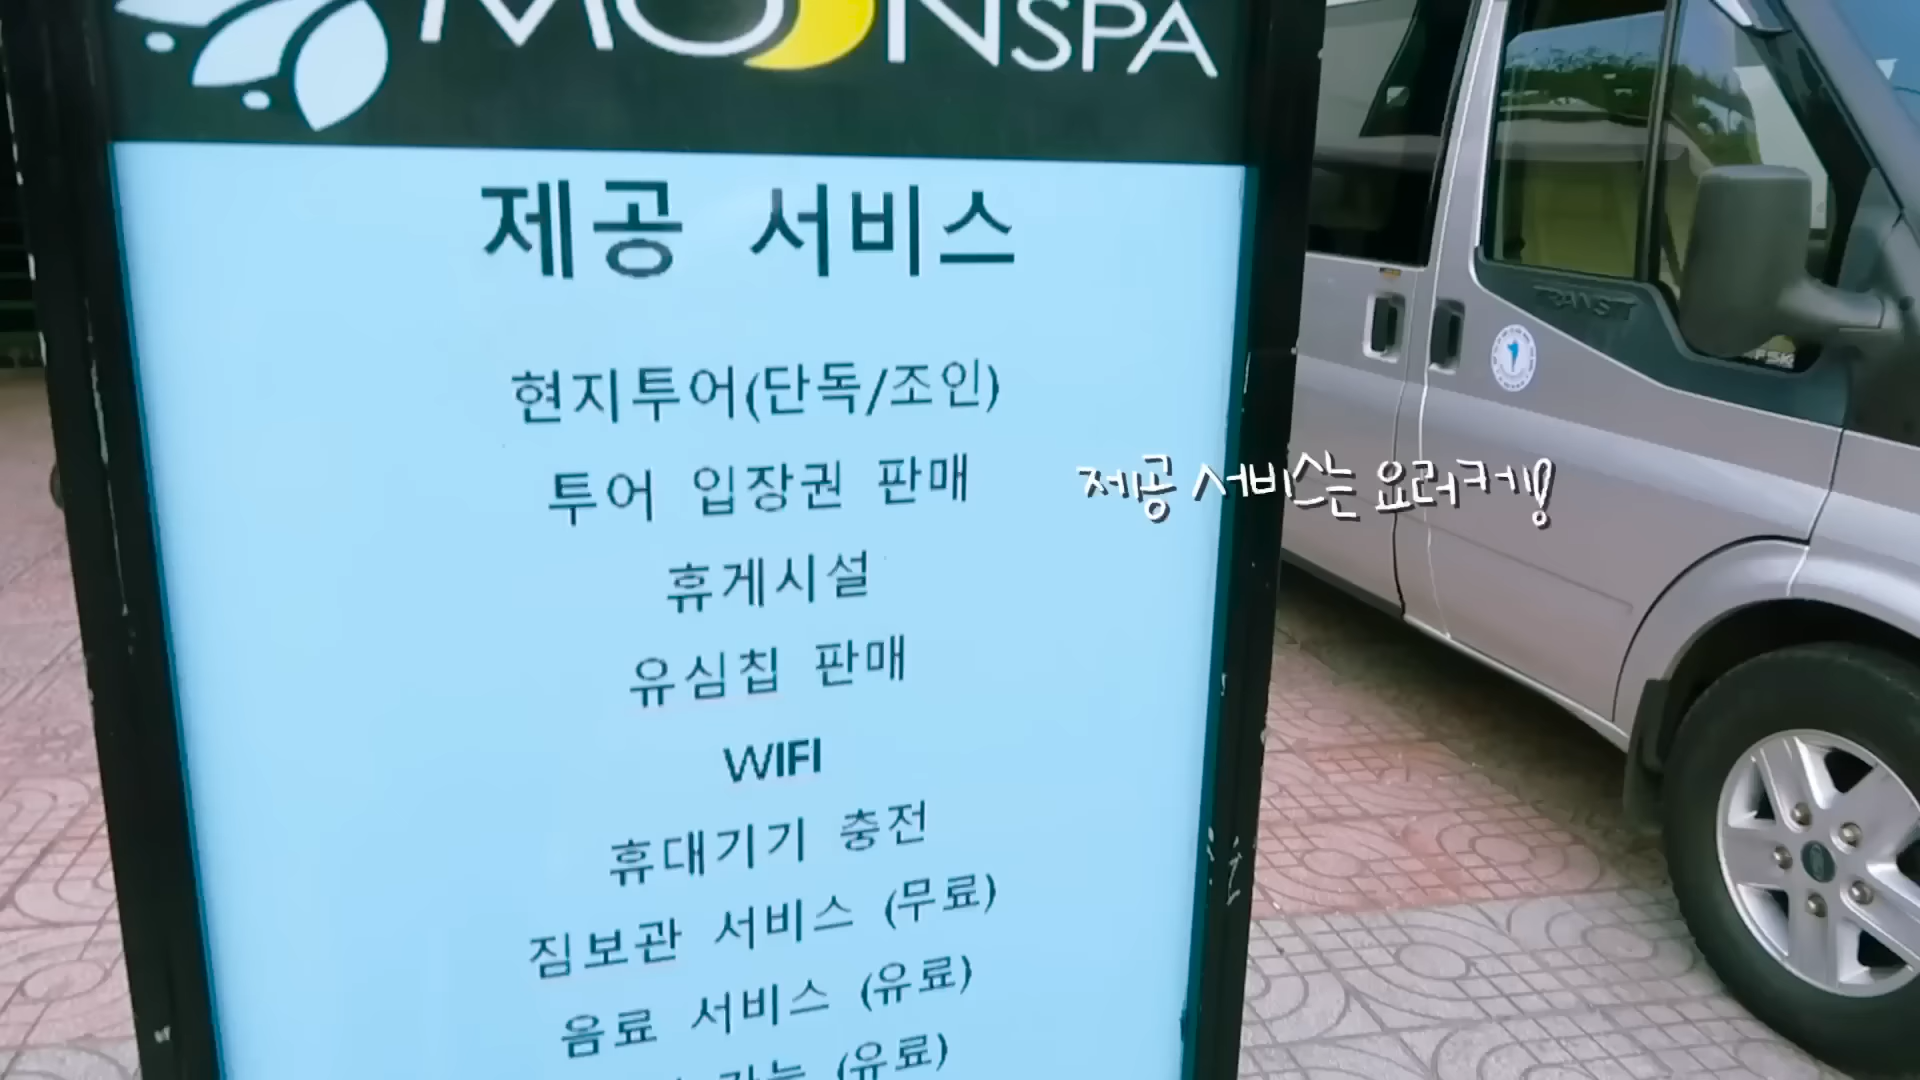 MOONSPA
제공 서비스
현지투어(단독/조인)
투어 입장권 판매
제공 서비스는 요러케!
휴게시설
유심칩 판매
WIFI
휴대기기 충전
짐보관 서비스 (무료)
음료 서비스 (유료)
가능 (유료)
TRANSIT